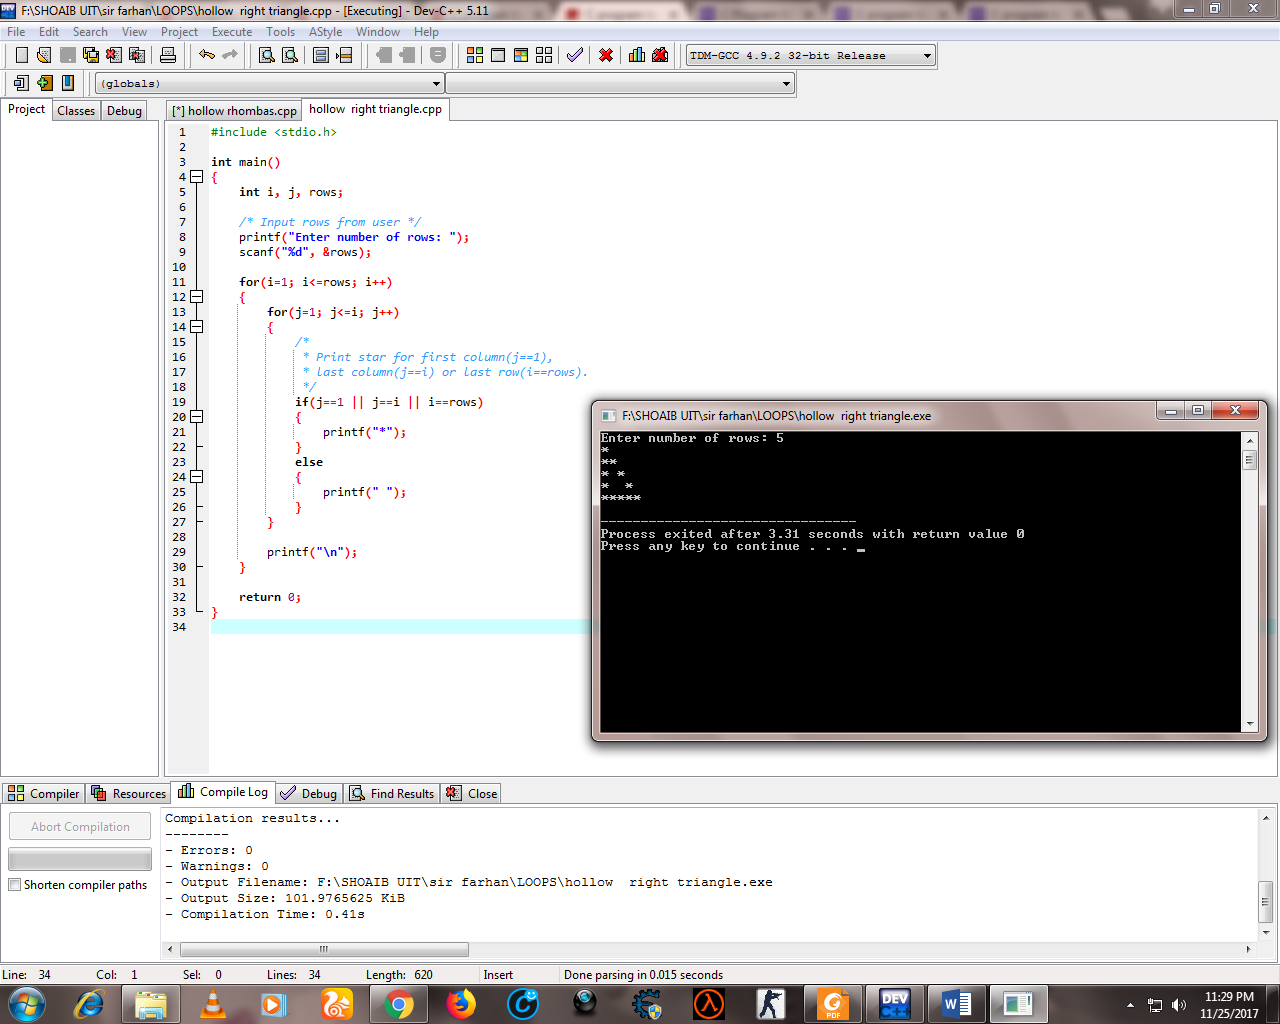 F:\SHOAIB UIT\sir farhan\LOOPS\hollow  right triangle.cpp - [Executing] - Dev-C++ 5.11
File Edit Search View Project Execute Tools AStyle Window Help
TDM-GCC 4.9.2 32-bit Release
(globals)
Project Classes Debug [*] hollow rhombas.cpp hollow  right triangle.cpp
1 #include <stdio.h>
2
3 int main()
4 {
5     int i, j, rows;
6
7     /* Input rows from user */
8     printf("Enter number of rows: ");
9     scanf("%d", &rows);
10
11     for(i=1; i<=rows; i++)
12     {
13         for(j=1; j<=i; j++)
14         {
15             /*
16              * Print star for first column(j==1),
17              * last column(j==i) or last row(i==rows).
18              */
19             if(j==1 || j==i || i==rows)
20             {
21                 printf("*");
22             }
23             else
24             {
25                 printf(" ");
26             }
27         }
28
29         printf("\n");
30     }
31
32     return 0;
33 }
34
F:\SHOAIB UIT\sir farhan\LOOPS\hollow  right triangle.exe
Enter number of rows: 5
*
**
* *
*  *
*****
--------------------------------
Process exited after 3.31 seconds with return value 0
Press any key to continue . . . _
Compiler Resources Compile Log Debug Find Results Close
Abort Compilation
Shorten compiler paths
Compilation results...
--------
- Errors: 0
- Warnings: 0
- Output Filename: F:\SHOAIB UIT\sir farhan\LOOPS\hollow  right triangle.exe
- Output Size: 101.9765625 KiB
- Compilation Time: 0.41s
Line: 34 Col: 1 Sel: 0 Lines: 34 Length: 620 Insert Done parsing in 0.015 seconds
PDF
DEV C++
W
11:29 PM
11/25/2017